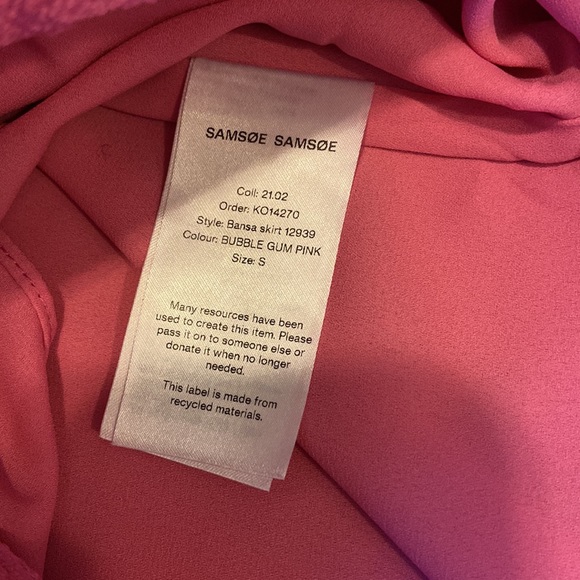 SAMSØE SAMSØE
Coll: 21.02
Order: KO14270
Style: Bansa skirt 12939
Colour: BUBBLE GUM PINK
Size: S
Many resources have been
used to create this item. Please
pass it on to someone else or
donate it when no longer
needed.
This label is made from
recycled materials.